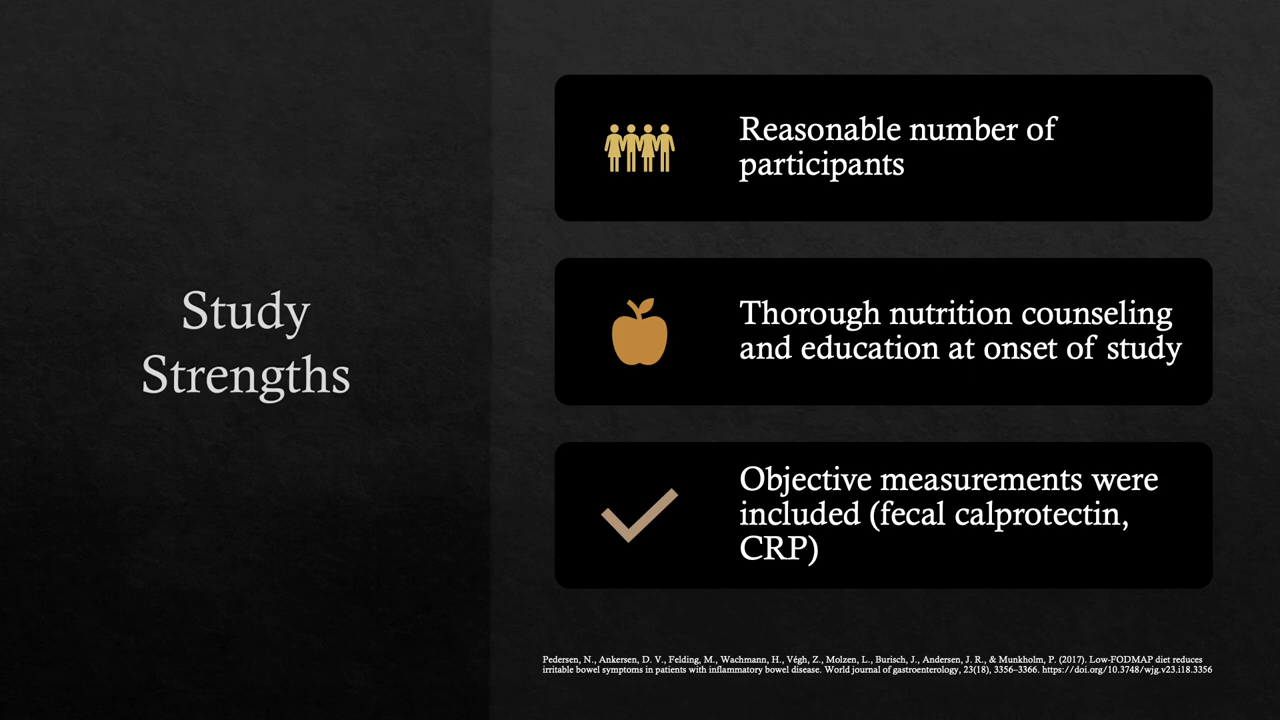 Study
Strengths
Reasonable number of
participants
Thorough nutrition counseling
and education at onset of study
Objective measurements were
included (fecal calprotectin,
CRP)
Pedersen, N., Ankersen, D. V., Felding, M., Wachmann, H., Végh, Z., Molzen, L., Burisch, J., Andersen, J. R., & Munkholm, P. (2017). Low-FODMAP diet reduces
irritable bowel symptoms in patients with inflammatory bowel disease. World journal of gastroenterology, 23(18), 3356–3366. https://doi.org/10.3748/wjg.v23.i18.3356